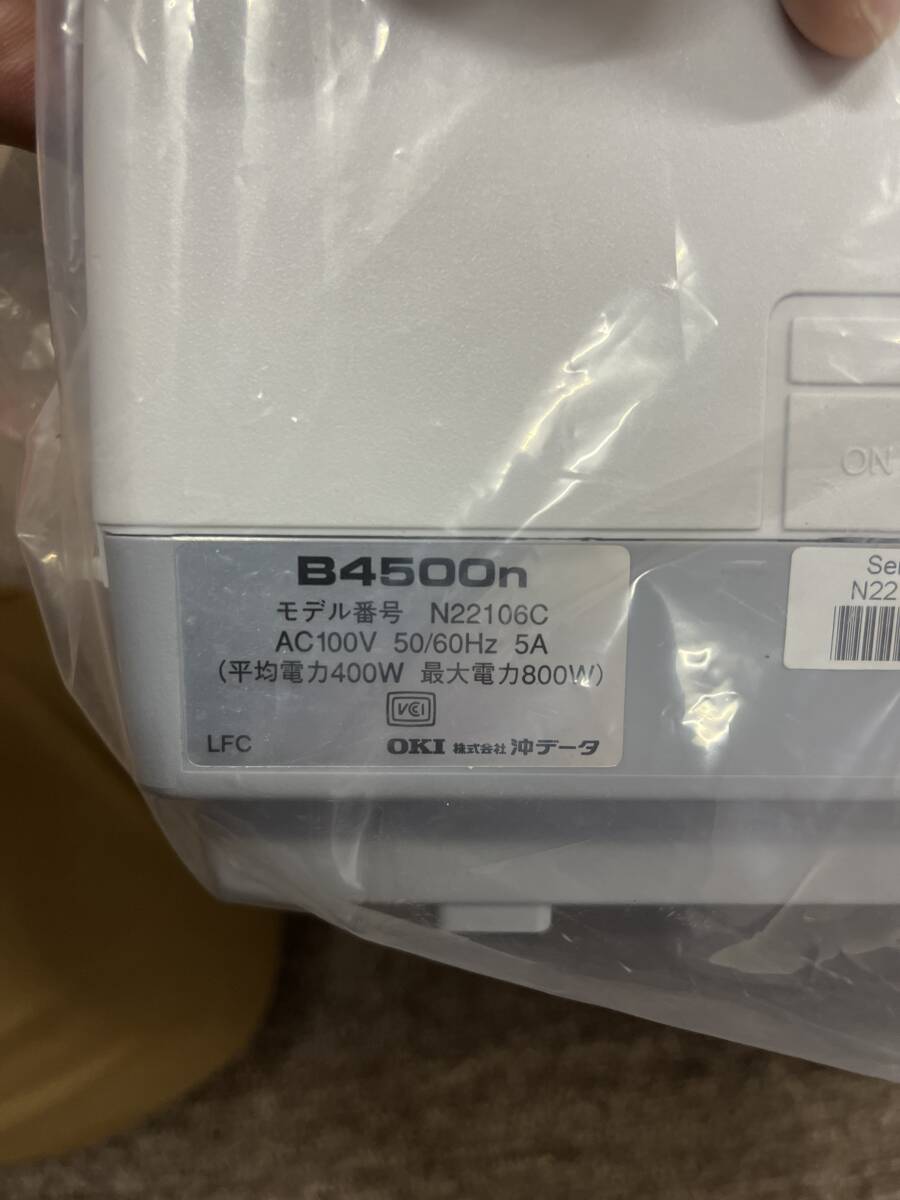 ON
B4500n
モデル番号 N22106C
AC100V 50/60Hz 5A
(平均電力400W 最大電力800W)
VCI
LFC OKI 株式会社 沖データ
Ser
N22